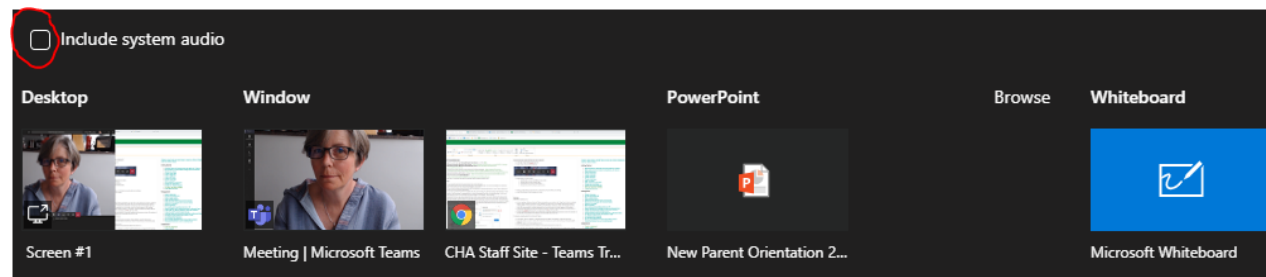 Include system audio
Desktop
Window
PowerPoint
Browse
Whiteboard
Screen #1
Meeting | Microsoft Teams
CHA Staff Site - Teams Tr...
New Parent Orientation 2...
Microsoft Whiteboard